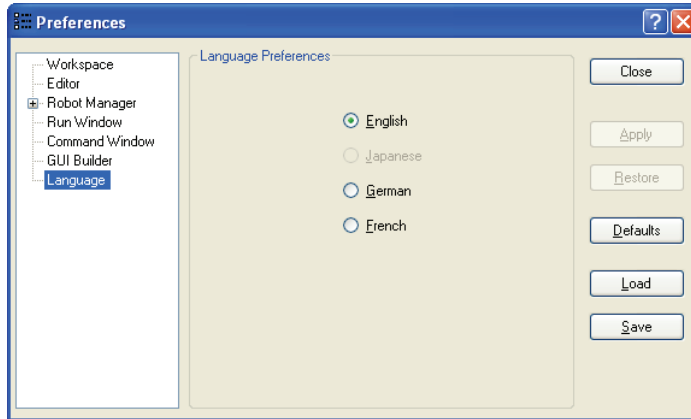 Preferences
Workspace
Editor
Robot Manager
Run Window
Command Window
GUI Builder
Language
Language Preferences
English
Japanese
German
French
Close
Apply
Restore
Defaults
Load
Save